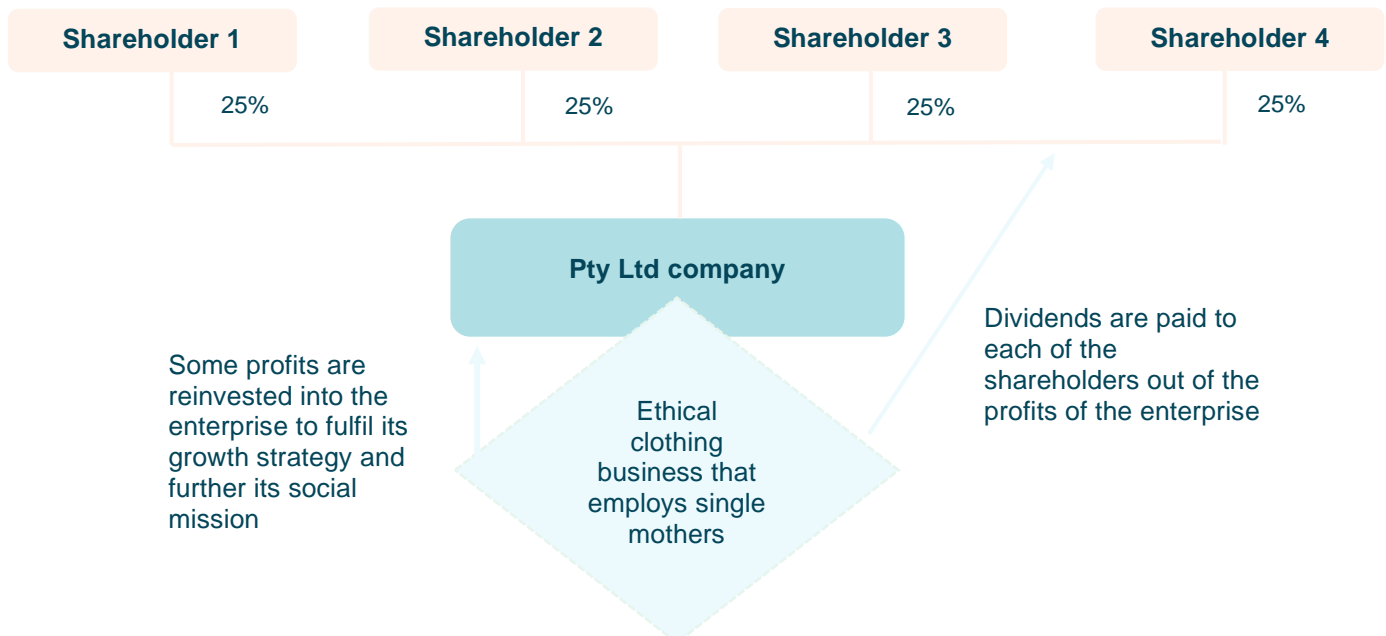 Shareholder 1
Shareholder 2
Shareholder 3
Shareholder 4
25%
25%
25%
25%
Pty Ltd company
Some profits are
reinvested into the
enterprise to fulfil its
growth strategy and
further its social
mission
Ethical
clothing
business that
employs single
mothers
Dividends are paid to
each of the
shareholders out of the
profits of the enterprise